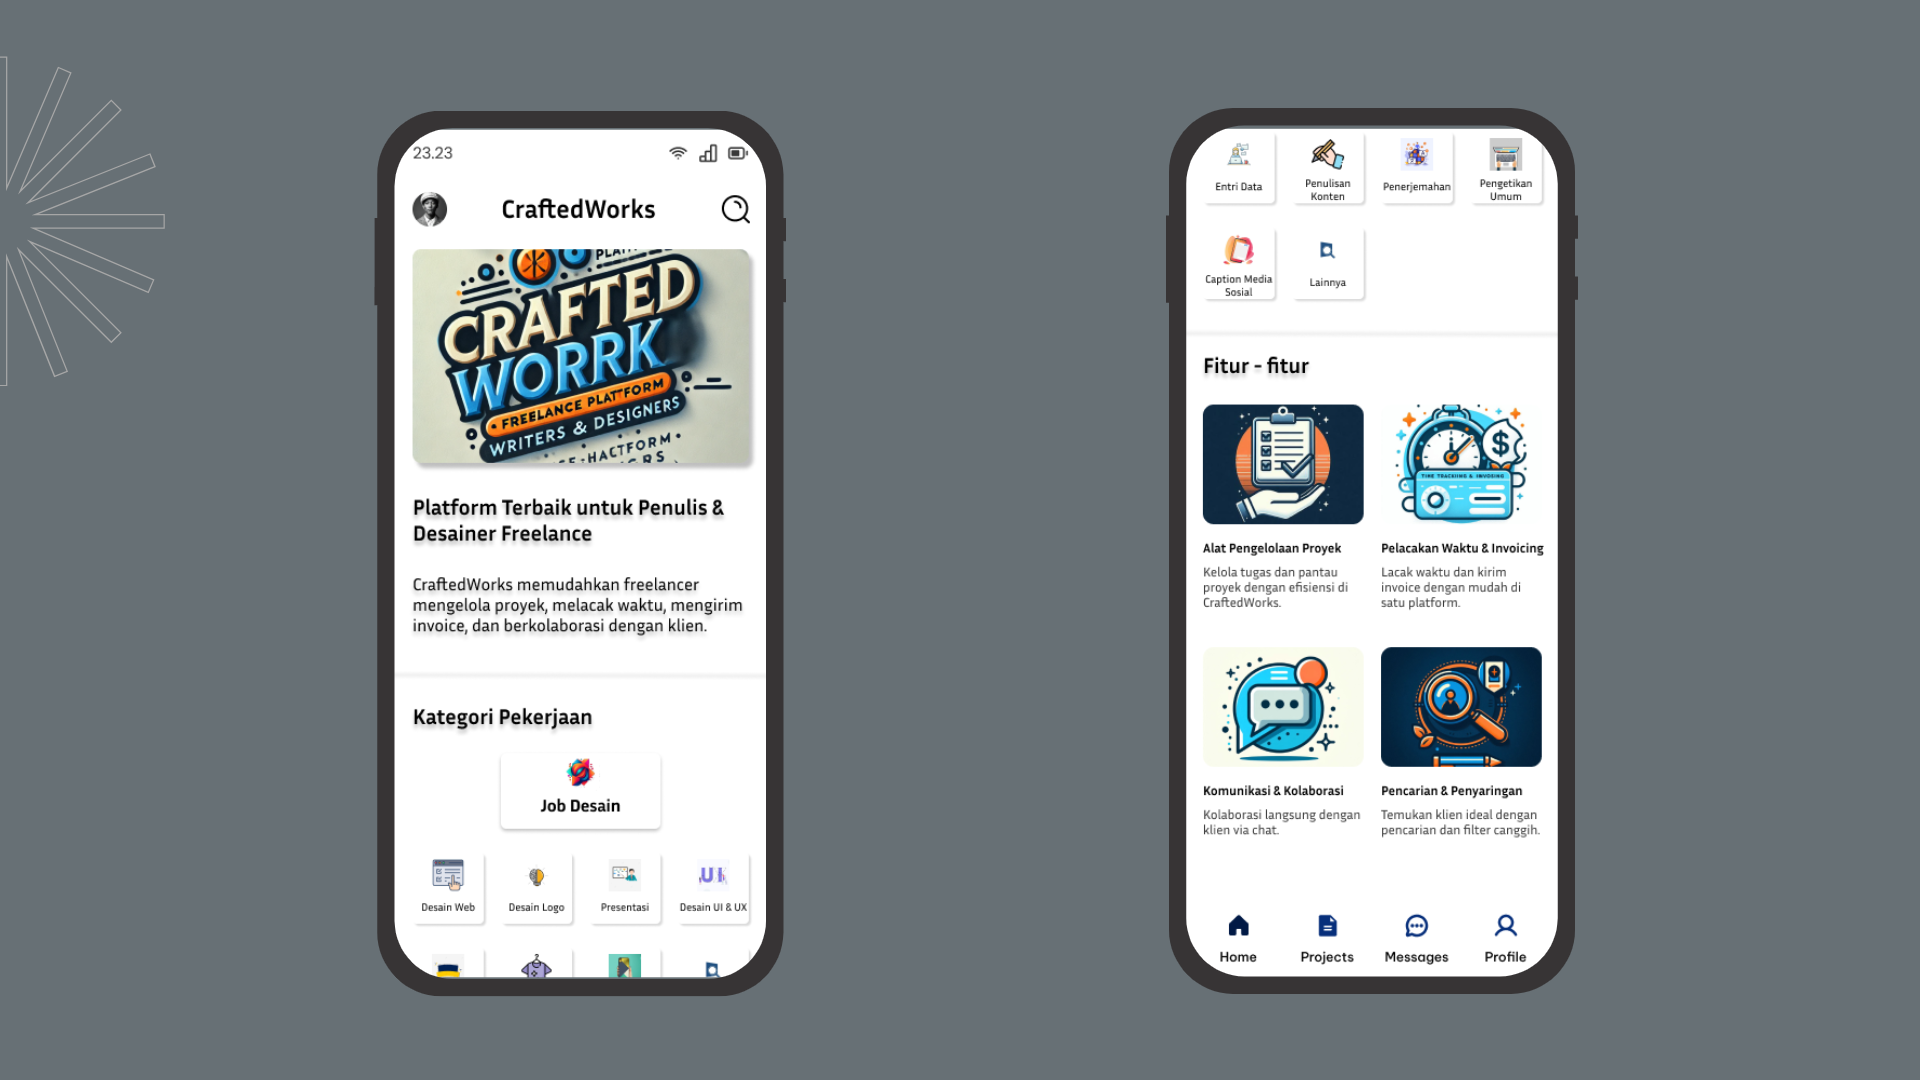 23.23
CraftedWorks
CRAFTED
WORRK
• FREELANCE PLATFORM
WRITERS & DESIGNERS
Platform Terbaik untuk Penulis &
Desainer Freelance
CraftedWorks memudahkan freelancer
mengelola proyek, melacak waktu, mengirim
invoice, dan berkolaborasi dengan klien.
Kategori Pekerjaan
Job Desain
Desain Web
Desain Logo
Presentasi
Desain UI & UX
Entri Data
Penulisan
Konten
Penerjemahan
Pengetikan
Umum
Caption Media
Sosial
Lainnya
Fitur - fitur
TIME TRACKING & INVOICING
Alat Pengelolaan Proyek
Kelola tugas dan pantau
proyek dengan efisiensi di
CraftedWorks.
Pelacakan Waktu & Invoicing
Lacak waktu dan kirim
invoice dengan mudah di
satu platform.
Komunikasi & Kolaborasi
Kolaborasi langsung dengan
klien via chat.
Pencarian & Penyaringan
Temukan klien ideal dengan
pencarian dan filter canggih.
Home
Projects
Messages
Profile